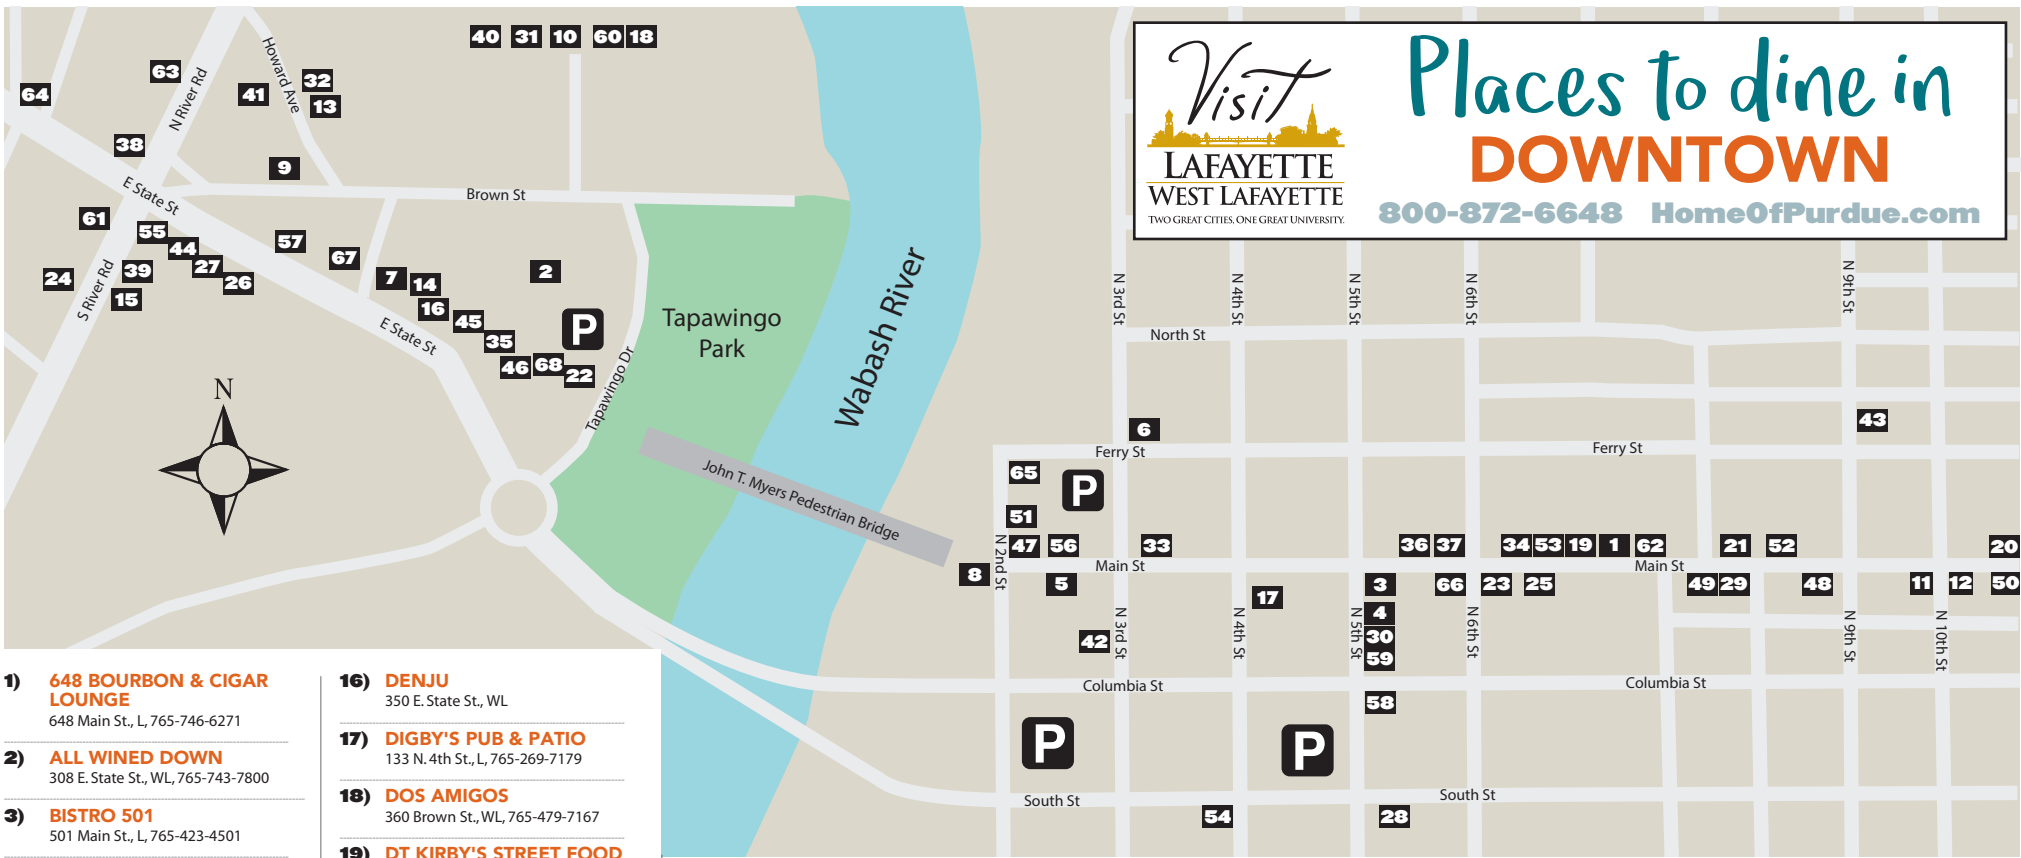 40 31 10 60 18
63
64
41
32
13
38
9
Howard Ave
N River Rd
E State St
Brown St
61
55
44
27
26
57
67
24
39
15
S River Rd
7
14
2
16
45
35
46
68
22
P
E State St
Tapawingo Dr
Tapawingo
Park
Wabash River
John T. Myers Pedestrian Bridge
N
Visit
LAFAYETTE
WEST LAFAYETTE
TWO GREAT CITIES. ONE GREAT UNIVERSITY.
Places to dine in
DOWNTOWN
800-872-6648 HomeOfPurdue.com
N 3rd St
N 4th St
N 5th St
N 6th St
N 9th St
North St
6
43
Ferry St
Ferry St
65
P
51
47 56 33
36 37 34 53 19 1 62 21 52 20
N 2nd St
Main St
Main St
8
5
17
3
66 23 25 49 29 48 11 12 50
4
30
59
42
N 3rd St
N 4th St
N 5th St
N 6th St
N 9th St
N 10th St
Columbia St
Columbia St
58
P
P
South St
South St
54
28
1) 648 BOURBON & CIGAR
LOUNGE
648 Main St., L, 765-746-6271
2) ALL WINED DOWN
308 E. State St., WL, 765-743-7800
3) BISTRO 501
501 Main St., L, 765-423-4501
16) DENJU
350 E. State St., WL
17) DIGBY'S PUB & PATIO
133 N. 4th St., L, 765-269-7179
18) DOS AMIGOS
360 Brown St., WL, 765-479-7167
19) DT KIRBY'S STREET FOOD